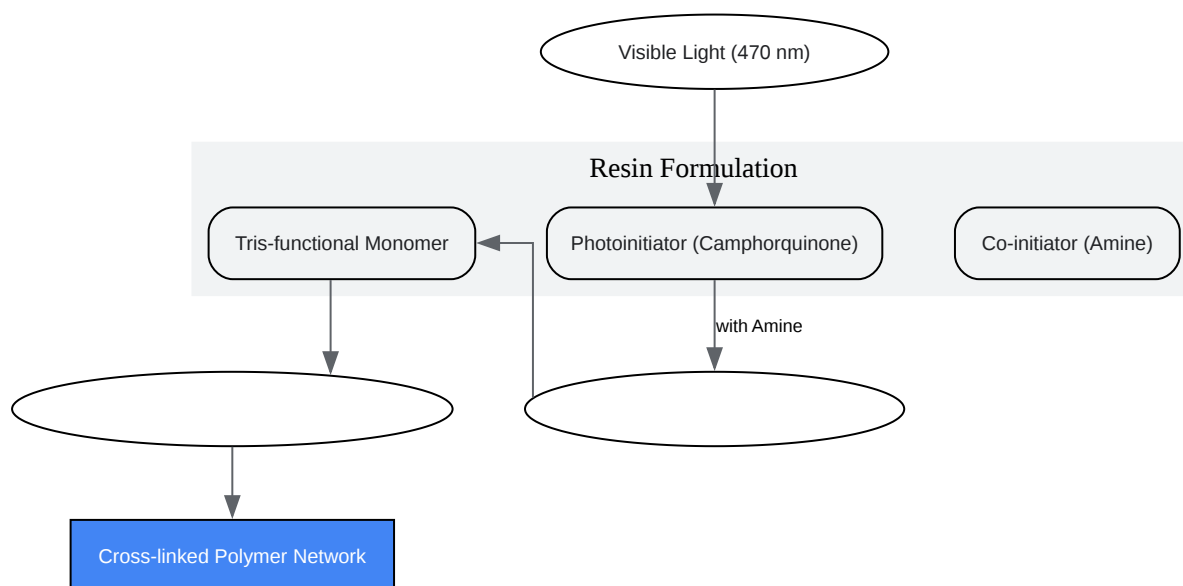 Visible Light (470 nm)
Resin Formulation
Tris-functional Monomer
Photoinitiator (Camphorquinone)
Co-initiator (Amine)
with Amine
Cross-linked Polymer Network